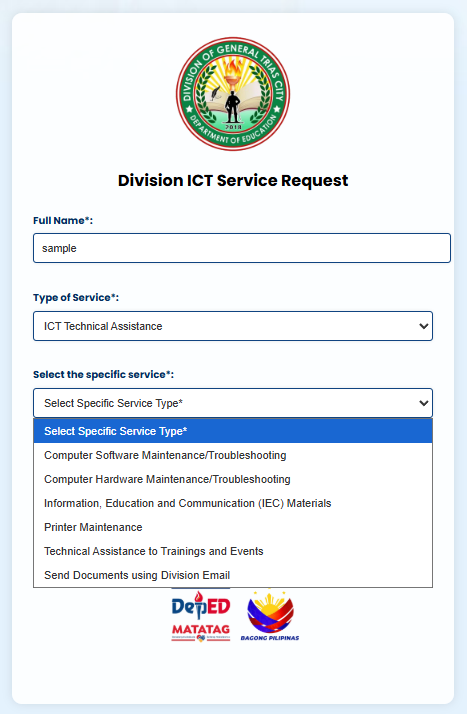 DIVISION OF GENERAL TRIAS CITY
2018
DEPARTMENT OF EDUCATION
Division ICT Service Request
Full Name*:
sample
Type of Service*:
ICT Technical Assistance
Select the specific service*:
Select Specific Service Type*
Select Specific Service Type*
Computer Software Maintenance/Troubleshooting
Computer Hardware Maintenance/Troubleshooting
Information, Education and Communication (IEC) Materials
Printer Maintenance
Technical Assistance to Trainings and Events
Send Documents using Division Email
DepED
MATATAG
BAGONG PILIPINAS